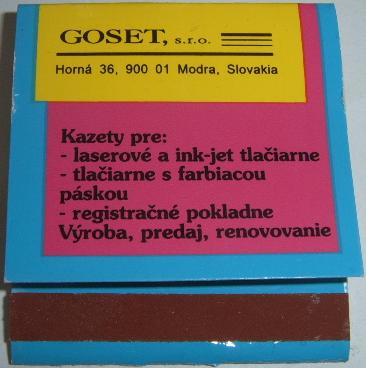 GOSET, s.r.o.
Horná 36, 900 01 Modra, Slovakia
Kazety pre:
- laserové a ink-jet tlačiarne
- tlačiarne s farbiacou
páskou
- registračné pokladne
Výroba, predaj, renovovanie